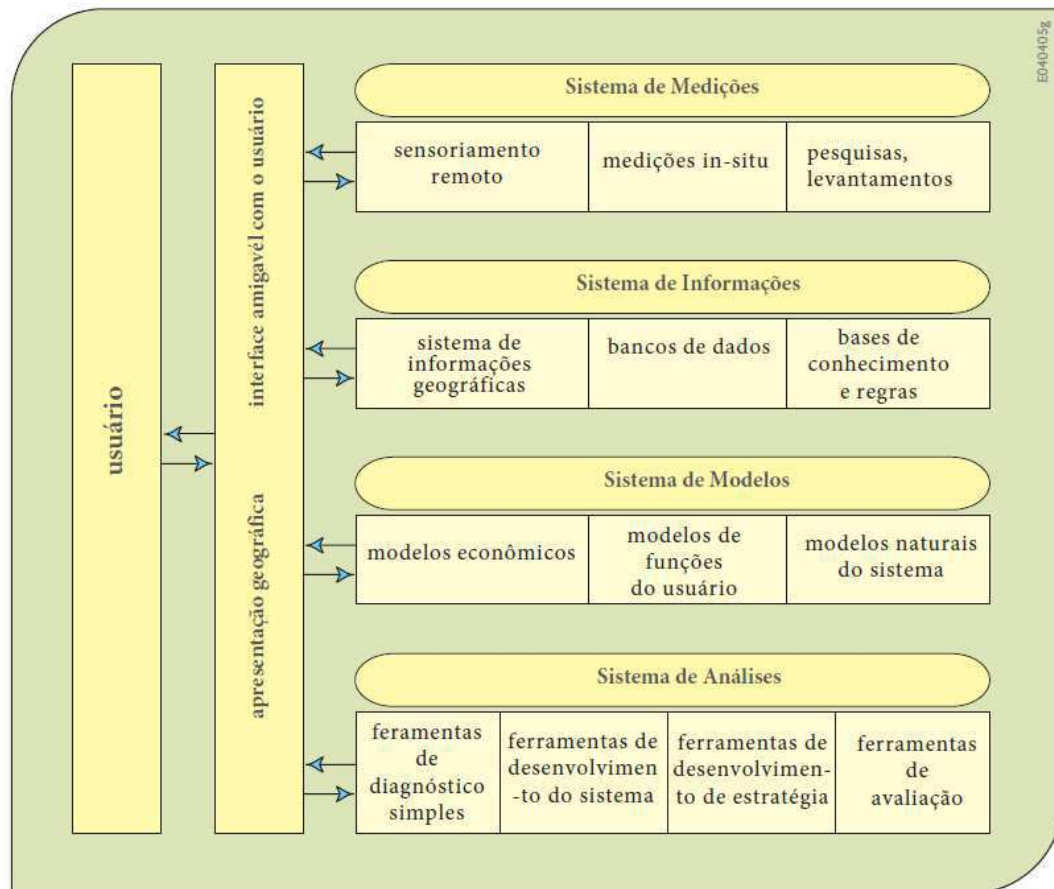 E040405g
usuário
interface amigavél com o usuário
apresentação geográfica
Sistema de Medições
sensoriamento
remoto
medições in-situ
pesquisas,
levantamentos
Sistema de Informações
sistema de
informações
geográficas
bancos de dados
bases de
conhecimento
e regras
Sistema de Modelos
modelos econômicos
modelos de
funções
do usuário
modelos naturais
do sistema
Sistema de Análises
feramentas
de
diagnóstico
simples
ferramentas de
desenvolvimen
-to do sistema
ferramentas de
desenvolvimen-
to de estratégia
ferramentas
de
avaliação